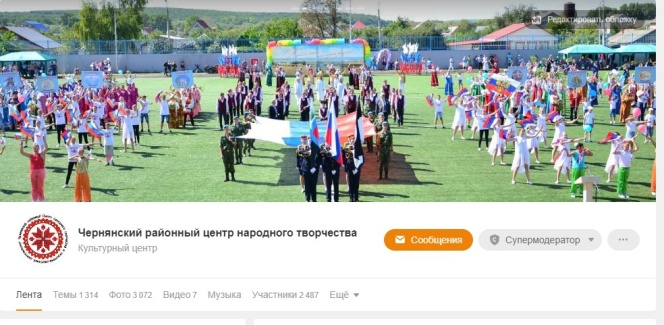 Редактировать обложку
Чернянский районный центр народного творчества
Культурный центр
Сообщения
Супермодератор
Лента Темы 1 314 Фото 3 072 Видео 7 Музыка Участники 2 487 Ещё